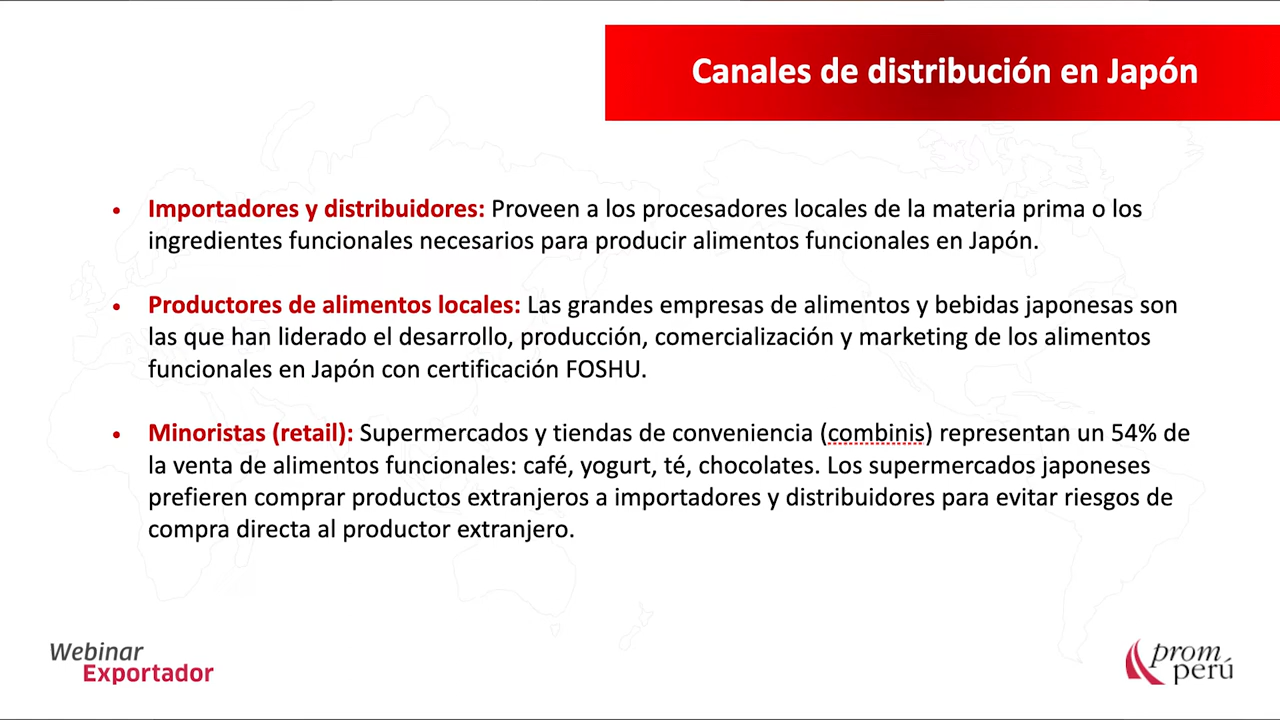 Canales de distribución en Japón
• Importadores y distribuidores: Proveen a los procesadores locales de la materia prima o los
ingredientes funcionales necesarios para producir alimentos funcionales en Japón.
• Productores de alimentos locales: Las grandes empresas de alimentos y bebidas japonesas son
las que han liderado el desarrollo, producción, comercialización y marketing de los alimentos
funcionales en Japón con certificación FOSHU.
• Minoristas (retail): Supermercados y tiendas de conveniencia (combinis) representan un 54% de
la venta de alimentos funcionales: café, yogurt, té, chocolates. Los supermercados japoneses
prefieren comprar productos extranjeros a importadores y distribuidores para evitar riesgos de
compra directa al productor extranjero.
Webinar
Exportador
prom
perú